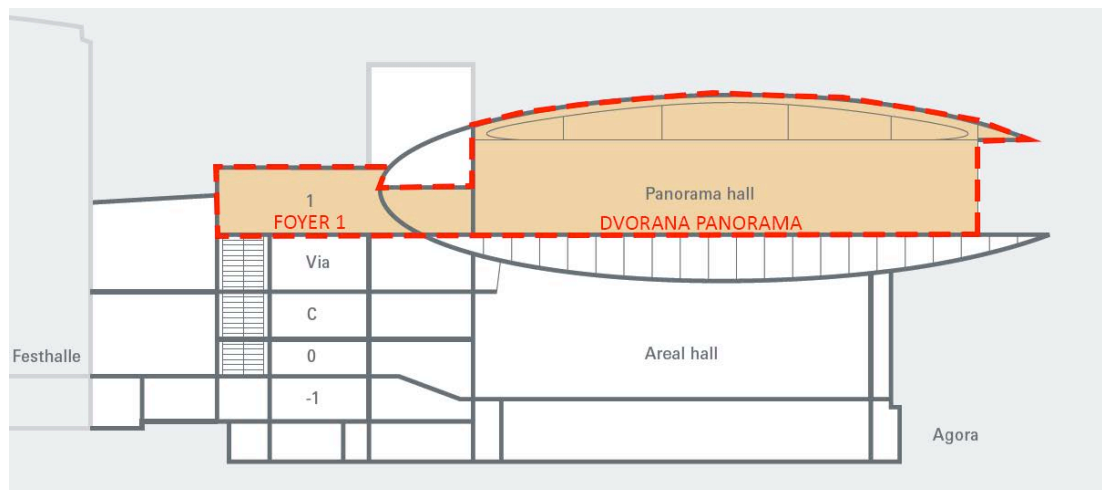 1
Panorama hall
FOYER 1
DVORANA PANORAMA
Via
C
Festhalle
0
Areal hall
-1
Agora